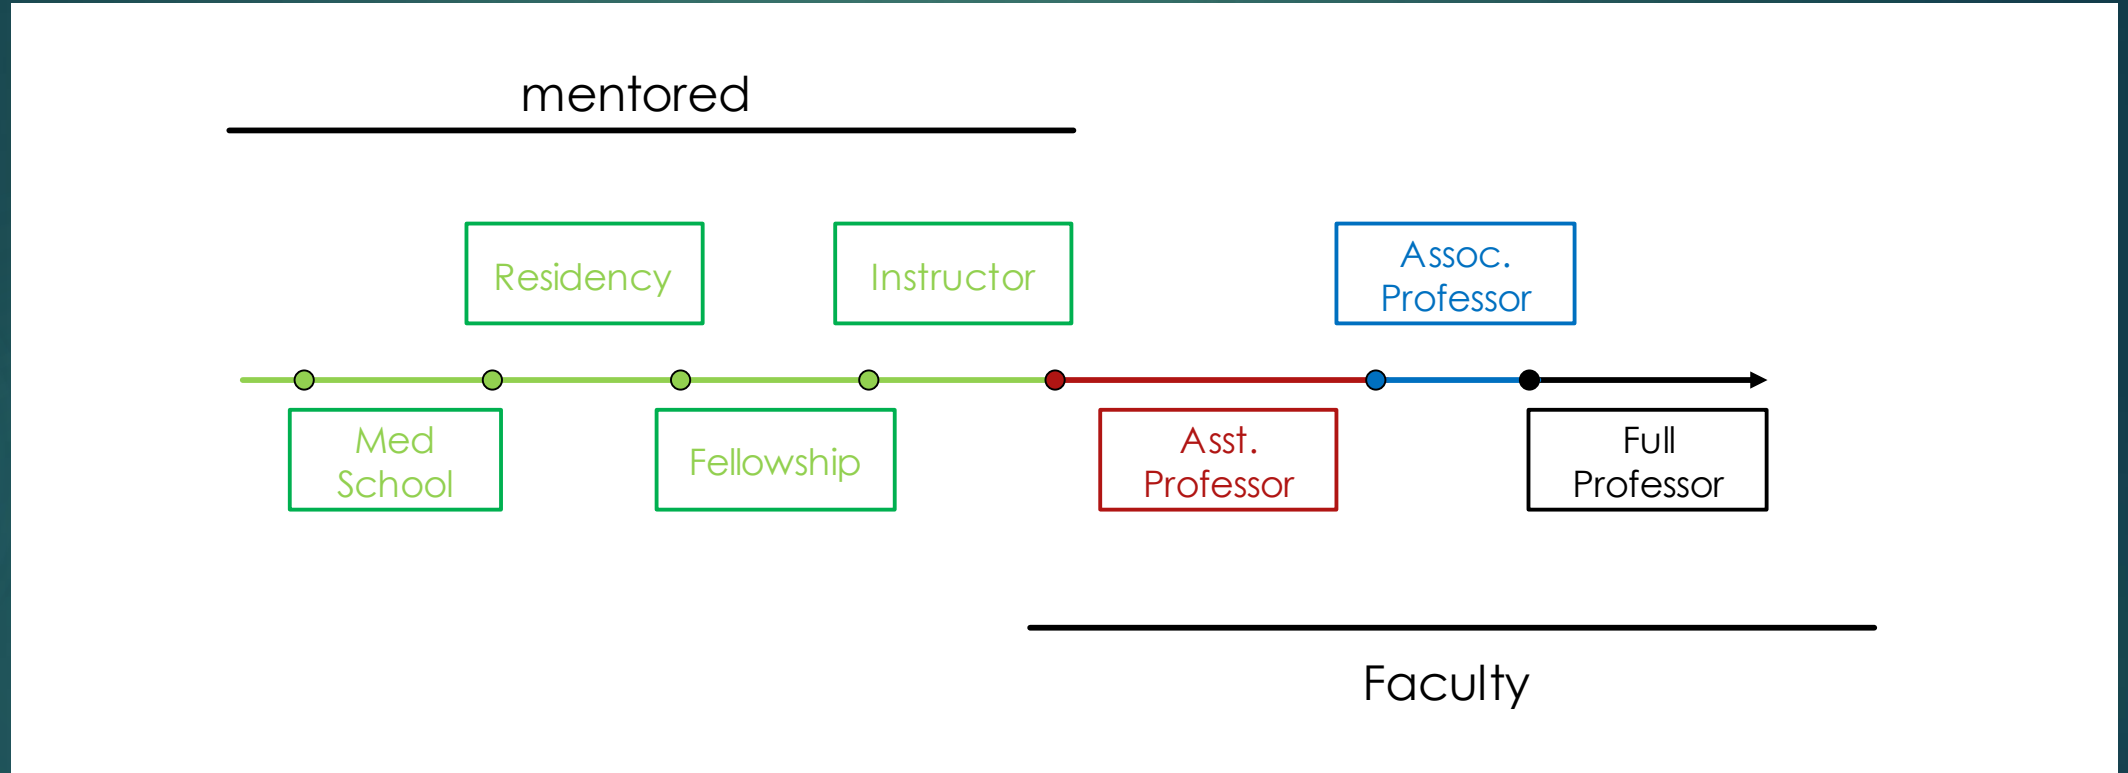 mentored
Residency
Instructor
Assoc.
Professor
Med
School
Fellowship
Asst.
Professor
Full
Professor
Faculty